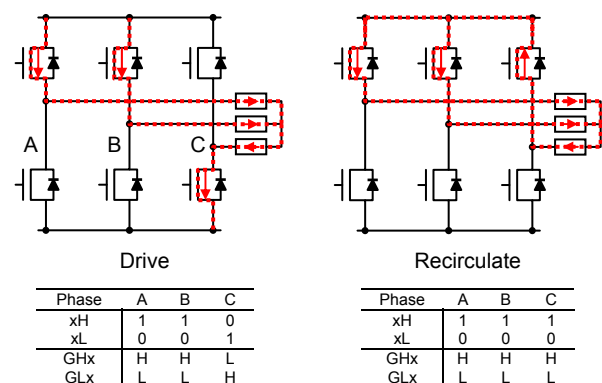 A B C
Drive
Recirculate
Phase A B C
xH 1 1 0
xL 0 0 1
GHx H H L
GLx L L H
Phase A B C
xH 1 1 1
xL 0 0 0
GHx H H H
GLx L L L